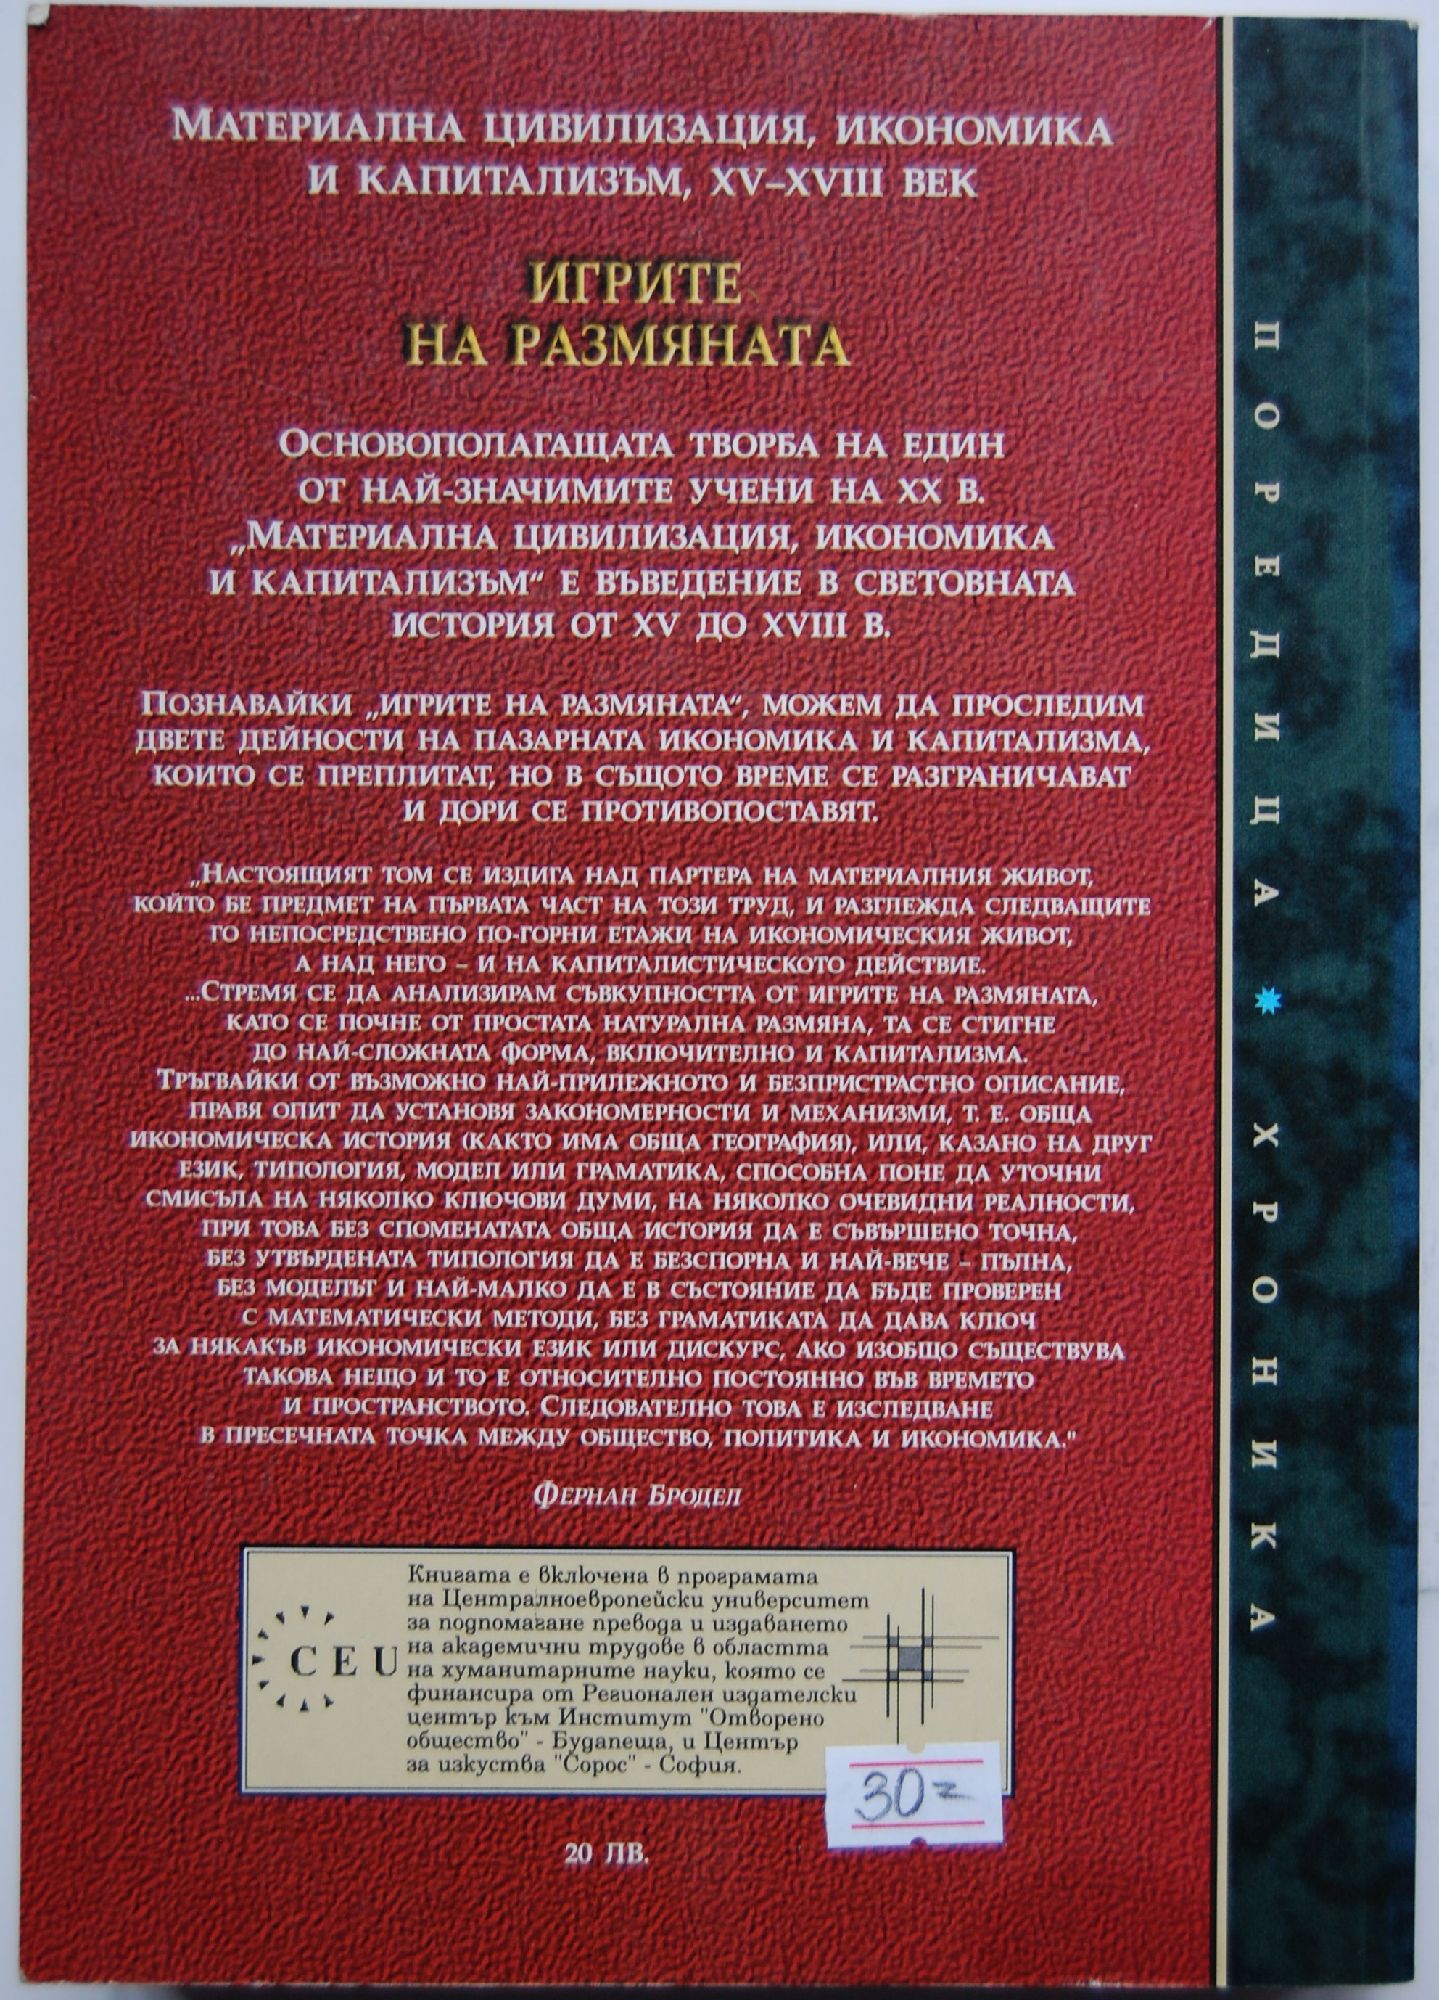 Материална цивилизация, икономика
и капитализъм, XV–XVIII век
ИГРИТЕ
НА РАЗМЯНАТА
Основополагащата творба на един
от най-значимите учени на XX в.
„Материална цивилизация, икономика
и капитализъм“ е въведение в световната
история от XV до XVIII в.
Познавайки „игрите на размяната“, можем да проследим
двете дейности на пазарната икономика и капитализма,
които се преплитат, но в същото време се разграничават
и дори се противопоставят.
„Настоящият том се издига над партера на материалния живот,
който бе предмет на първата част на този труд, и разглежда следващите
го непосредствено по-горни етажи на икономическия живот,
а над него – и на капиталистическото действие.
...Стремя се да анализирам съвкупността от игрите на размяната,
като се почне от простата натурална размяна, та се стигне
до най-сложната форма, включително и капитализма.
Тръгвайки от възможно най-прилежното и безпристрастно описание,
правя опит да установя закономерности и механизми, т. е. обща
икономическа история (както има обща география), или, казано на друг
език, типология, модел или граматика, способна поне да уточни
смисъла на няколко ключови думи, на няколко очевидни реалности,
при това без споменатата обща история да е съвършено точна,
без утвърдената типология да е безспорна и най-вече – пълна,
без моделът и най-малко да е в състояние да бъде проверен
с математически методи, без граматиката да дава ключ
за някакъв икономически език или дискурс, ако изобщо съществува
такова нещо и то е относително постоянно във времето
и пространството. Следователно това е изследване
в пресечната точка между общество, политика и икономика."
Фернан Бродел
CEU
Книгата е включена в програмата
на Централноевропейски университет
за подпомагане превода и издаването
на академични трудове в областта
на хуманитарните науки, която се
финансира от Регионален издателски
център към Институт "Отворено
общество" - Будапеща, и Център
за изкуства "Сорос" - София.
30=
20 ЛВ.
ПОРЕДИЦА * ХРОНИКА